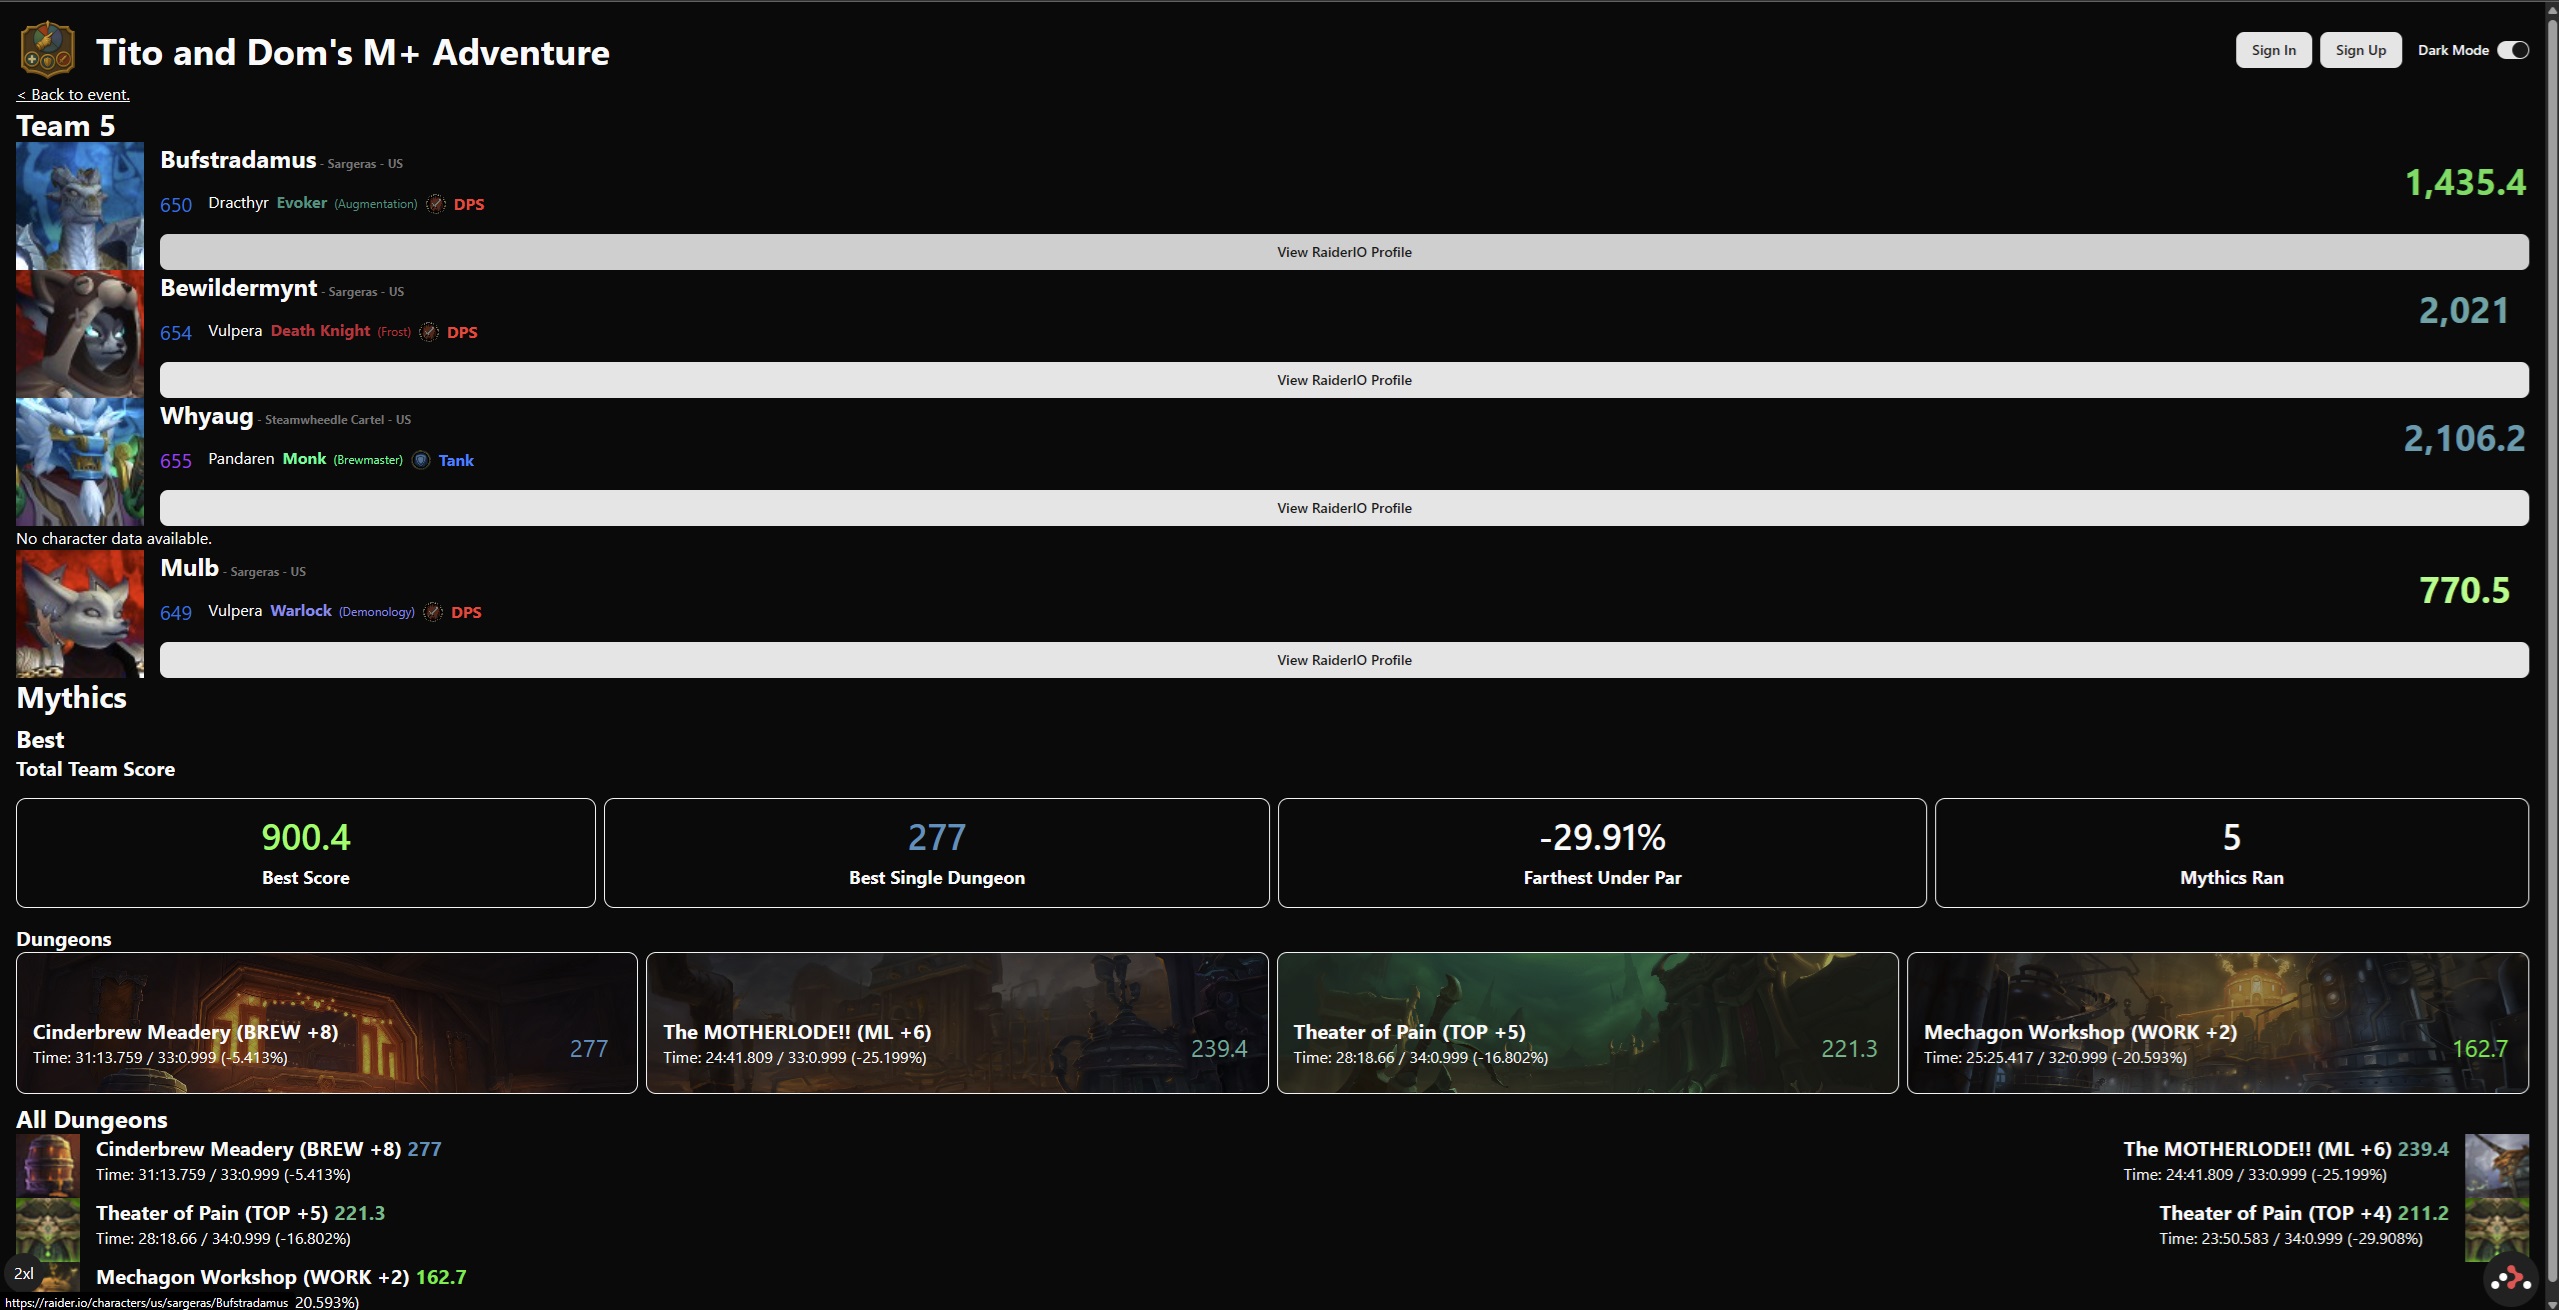 Tito and Dom's M+ Adventure
Sign In
Sign Up
Dark Mode
< Back to event.
Team 5
Bufstradamus - Sargeras - US
650 Dracthyr Evoker (Augmentation) DPS
1,435.4
View RaiderIO Profile
Bewildermynt - Sargeras - US
654 Vulpera Death Knight (Frost) DPS
2,021
View RaiderIO Profile
Whyaug - Steamwheedle Cartel - US
655 Pandaren Monk (Brewmaster) Tank
2,106.2
View RaiderIO Profile
No character data available.
Mulb - Sargeras - US
649 Vulpera Warlock (Demonology) DPS
770.5
View RaiderIO Profile
Mythics
Best
Total Team Score
900.4
Best Score
277
Best Single Dungeon
-29.91%
Farthest Under Par
5
Mythics Ran
Dungeons
Cinderbrew Meadery (BREW +8)
Time: 31:13.759 / 33:0.999 (-5.413%)
277
The MOTHERLODE!! (ML +6)
Time: 24:41.809 / 33:0.999 (-25.199%)
239.4
Theater of Pain (TOP +5)
Time: 28:18.66 / 34:0.999 (-16.802%)
221.3
Mechagon Workshop (WORK +2)
Time: 25:25.417 / 32:0.999 (-20.593%)
162.7
All Dungeons
Cinderbrew Meadery (BREW +8) 277
Time: 31:13.759 / 33:0.999 (-5.413%)
The MOTHERLODE!! (ML +6) 239.4
Time: 24:41.809 / 33:0.999 (-25.199%)
Theater of Pain (TOP +5) 221.3
Time: 28:18.66 / 34:0.999 (-16.802%)
Theater of Pain (TOP +4) 211.2
Time: 23:50.583 / 34:0.999 (-29.908%)
2xl
Mechagon Workshop (WORK +2) 162.7
https://raider.io/characters/us/sargeras/Bufstradamus 20.593%)